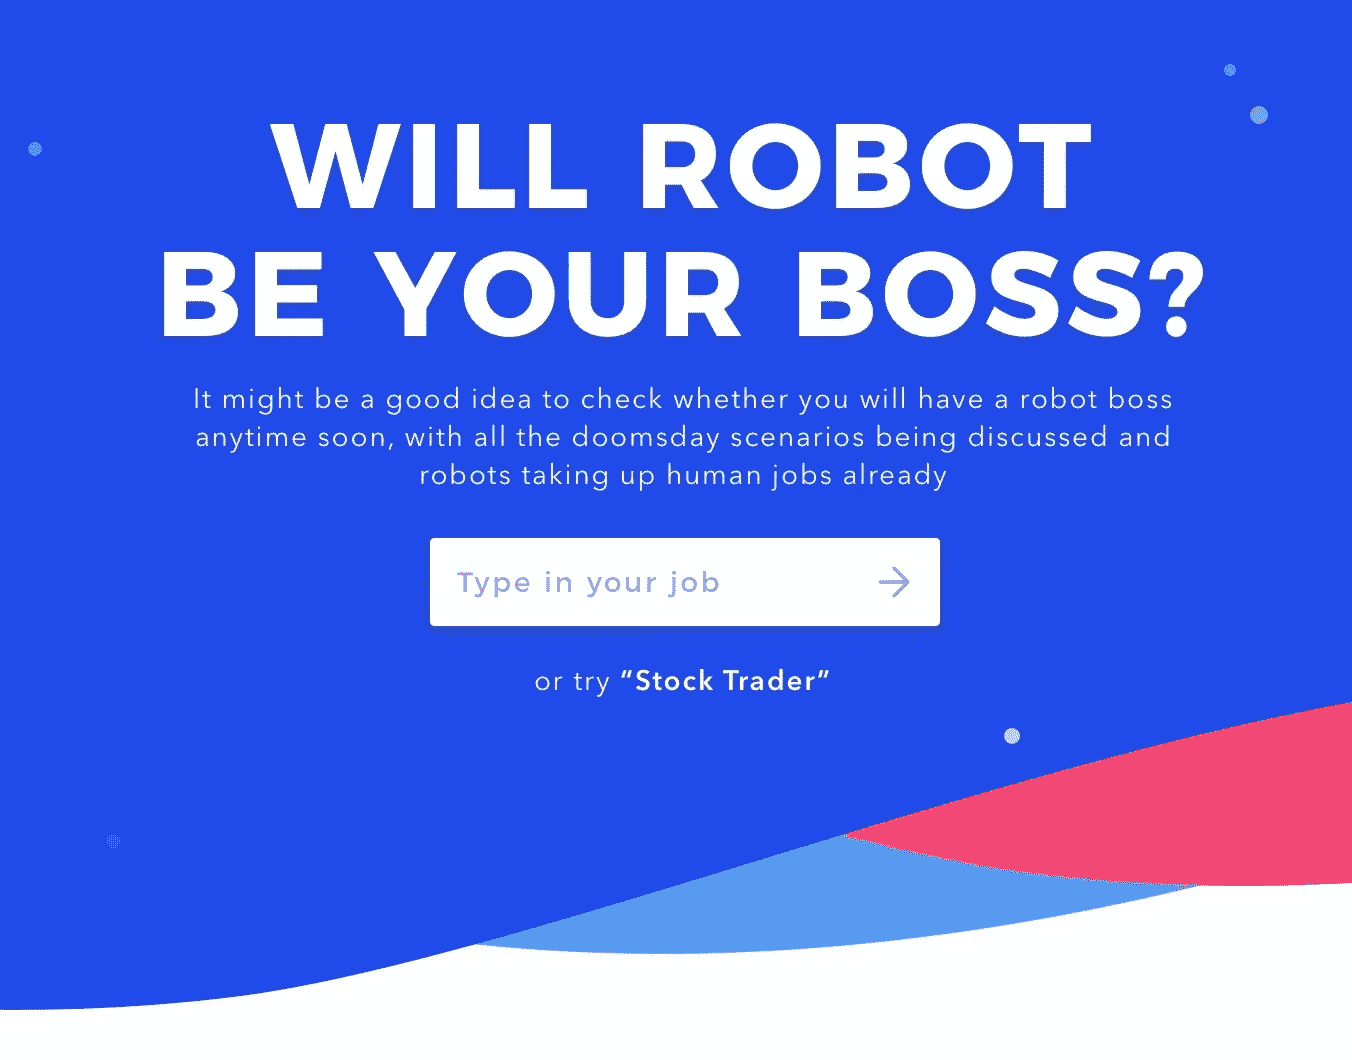 WILL ROBOT
BE YOUR BOSS?
It might be a good idea to check whether you will have a robot boss
anytime soon, with all the doomsday scenarios being discussed and
robots taking up human jobs already
Type in your job
or try “Stock Trader”